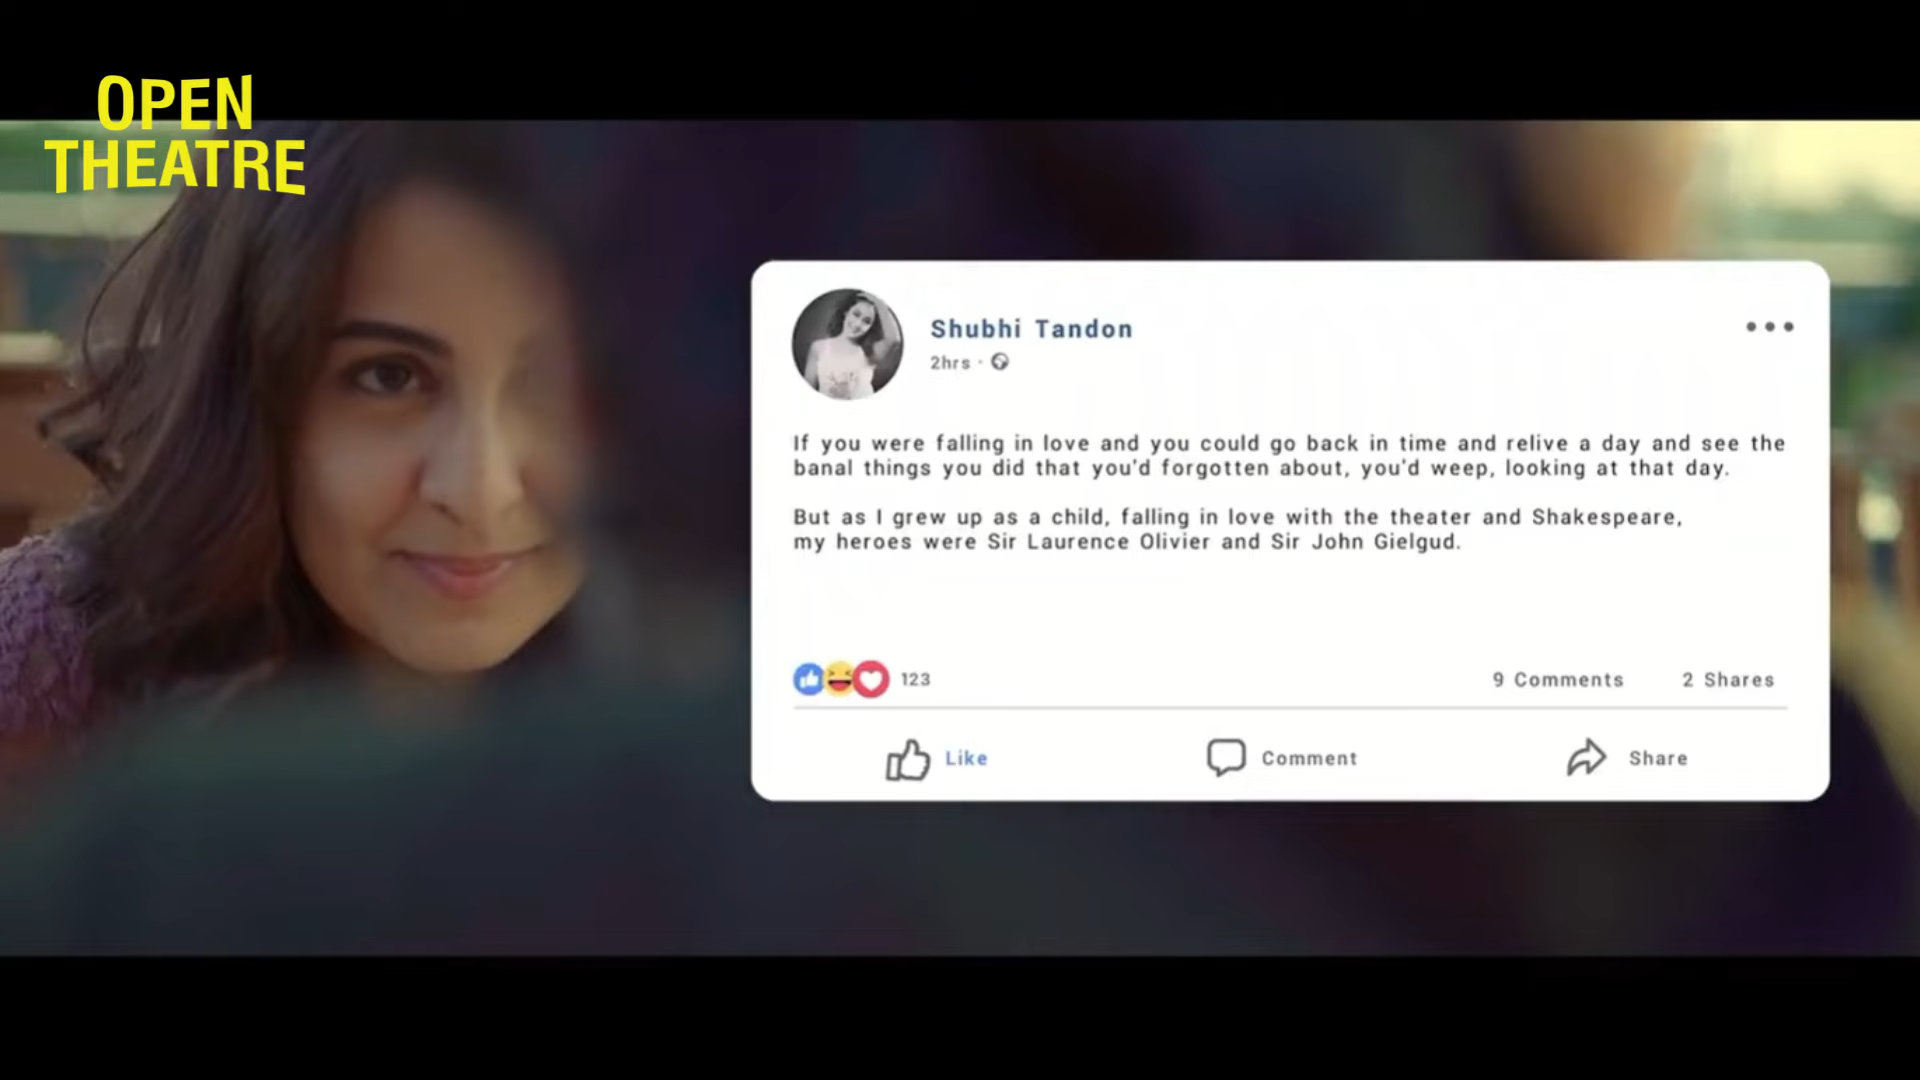 OPEN
THEATRE
Shubhi Tandon
2hrs ·
If you were falling in love and you could go back in time and relive a day and see the
banal things you did that you'd forgotten about, you'd weep, looking at that day.
But as I grew up as a child, falling in love with the theater and Shakespeare,
my heroes were Sir Laurence Olivier and Sir John Gielgud.
123
9 Comments
2 Shares
Like
Comment
Share